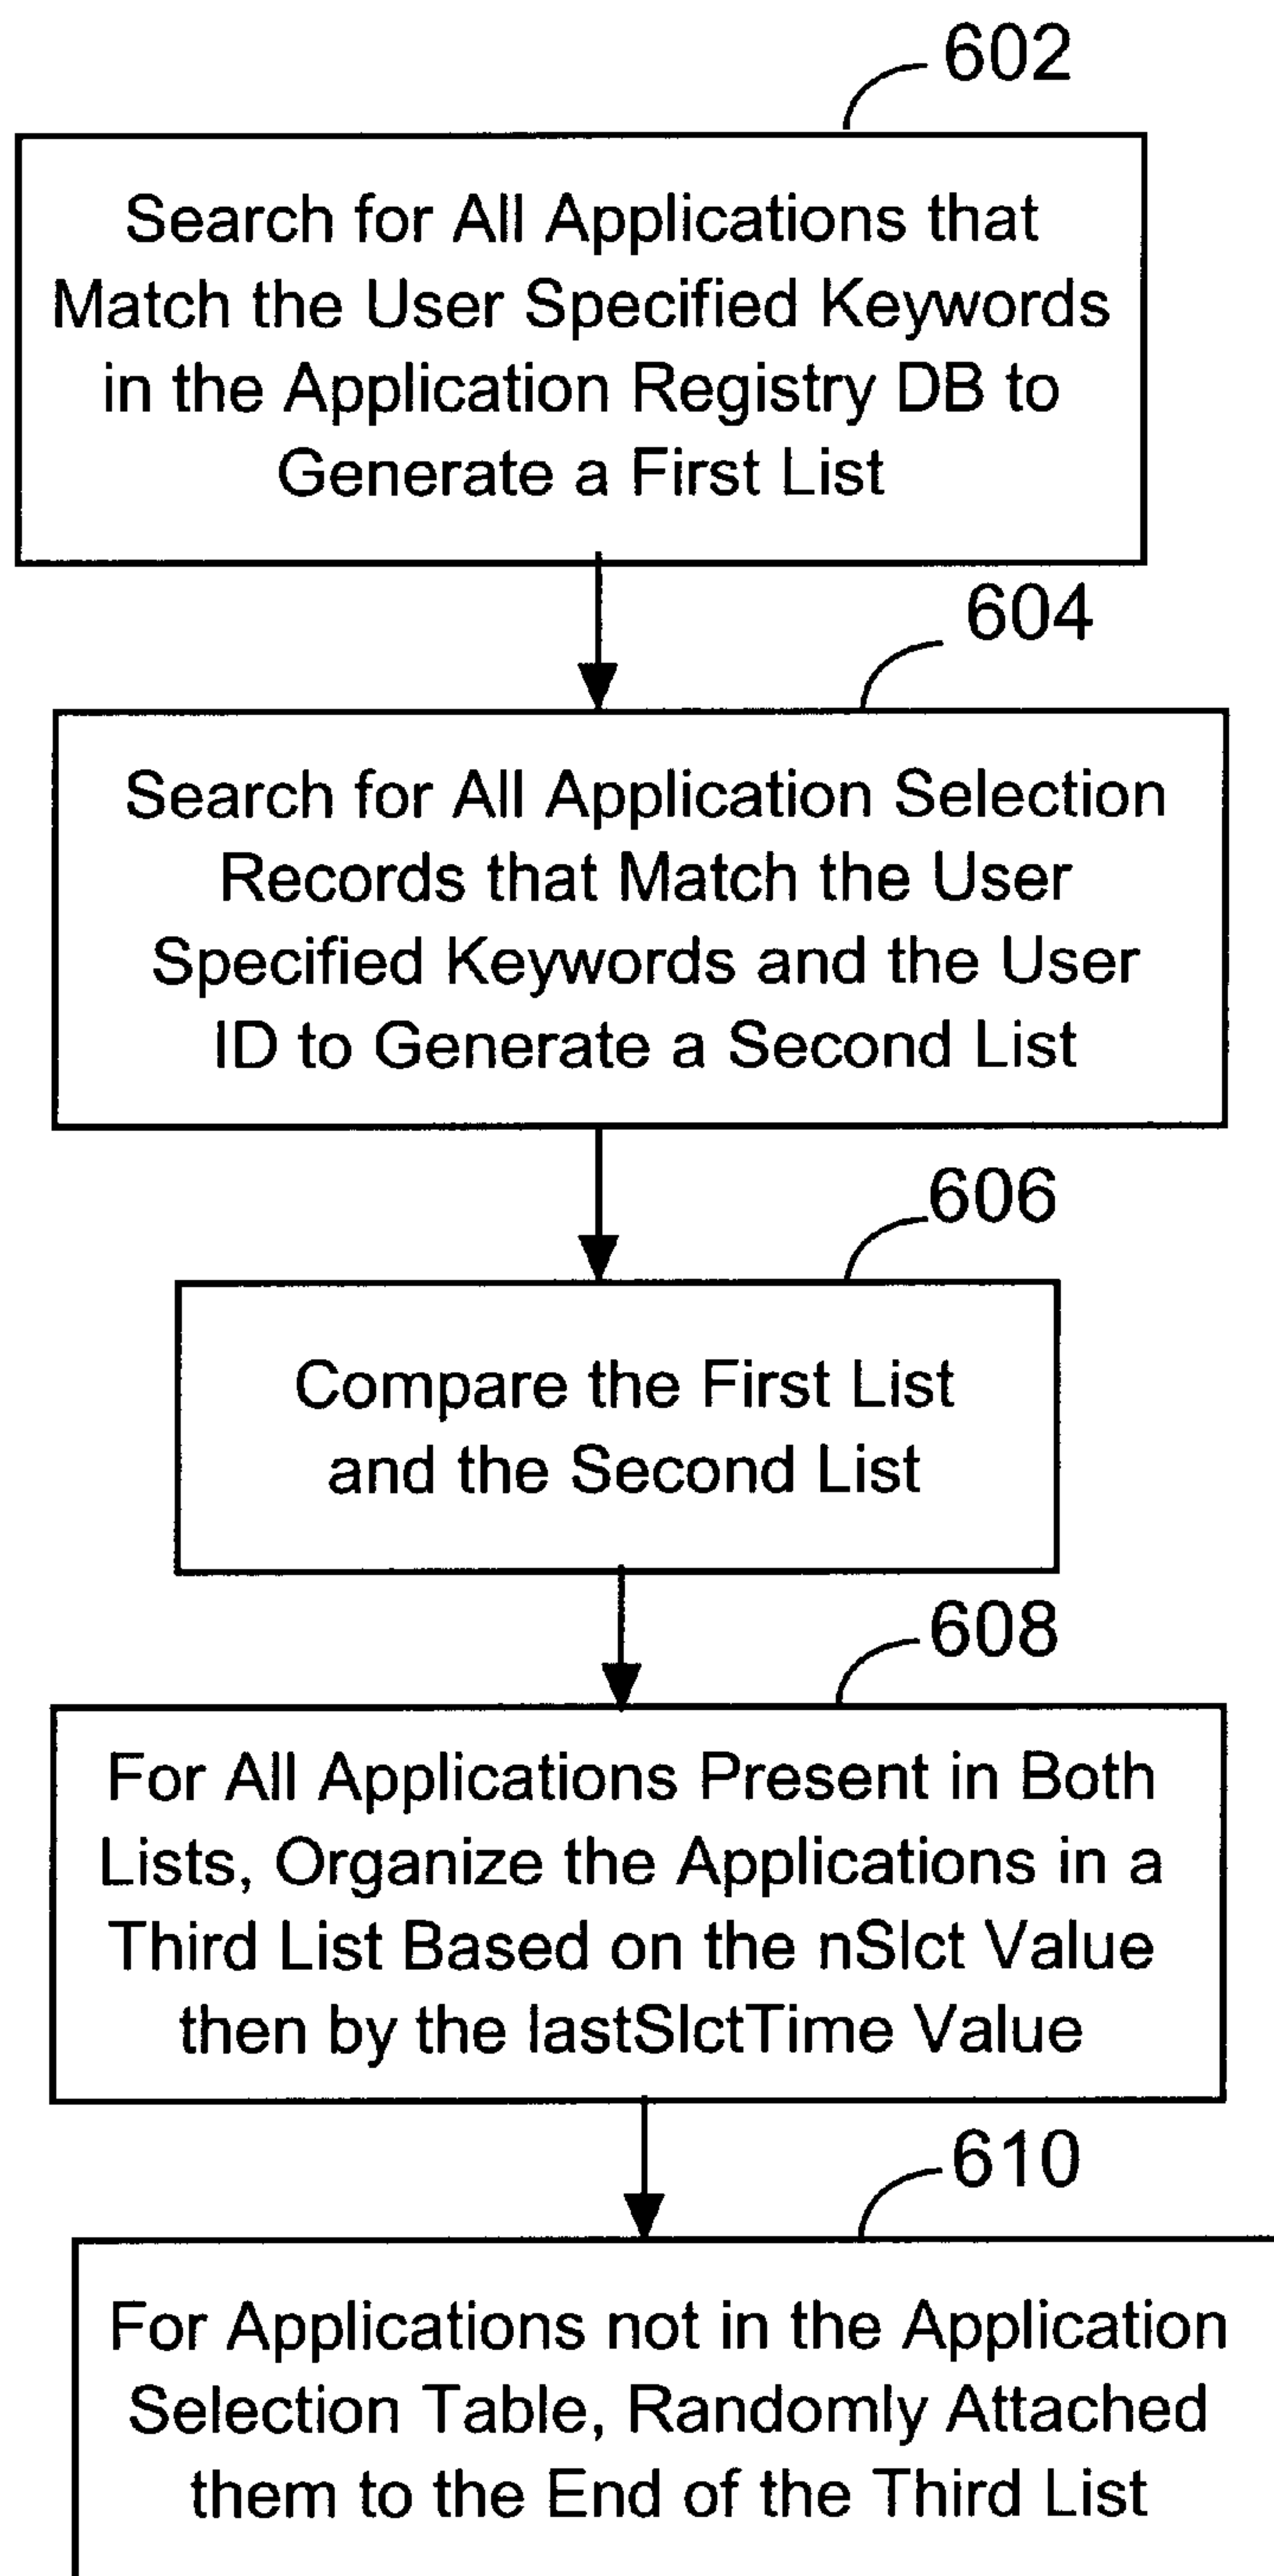 602
Search for All Applications that
Match the User Specified Keywords
in the Application Registry DB to
Generate a First List
604
Search for All Application Selection
Records that Match the User
Specified Keywords and the User
ID to Generate a Second List
606
Compare the First List
and the Second List
608
For All Applications Present in Both
Lists, Organize the Applications in a
Third List Based on the nSlct Value
then by the lastSlctTime Value
610
For Applications not in the Application
Selection Table, Randomly Attached
them to the End of the Third List